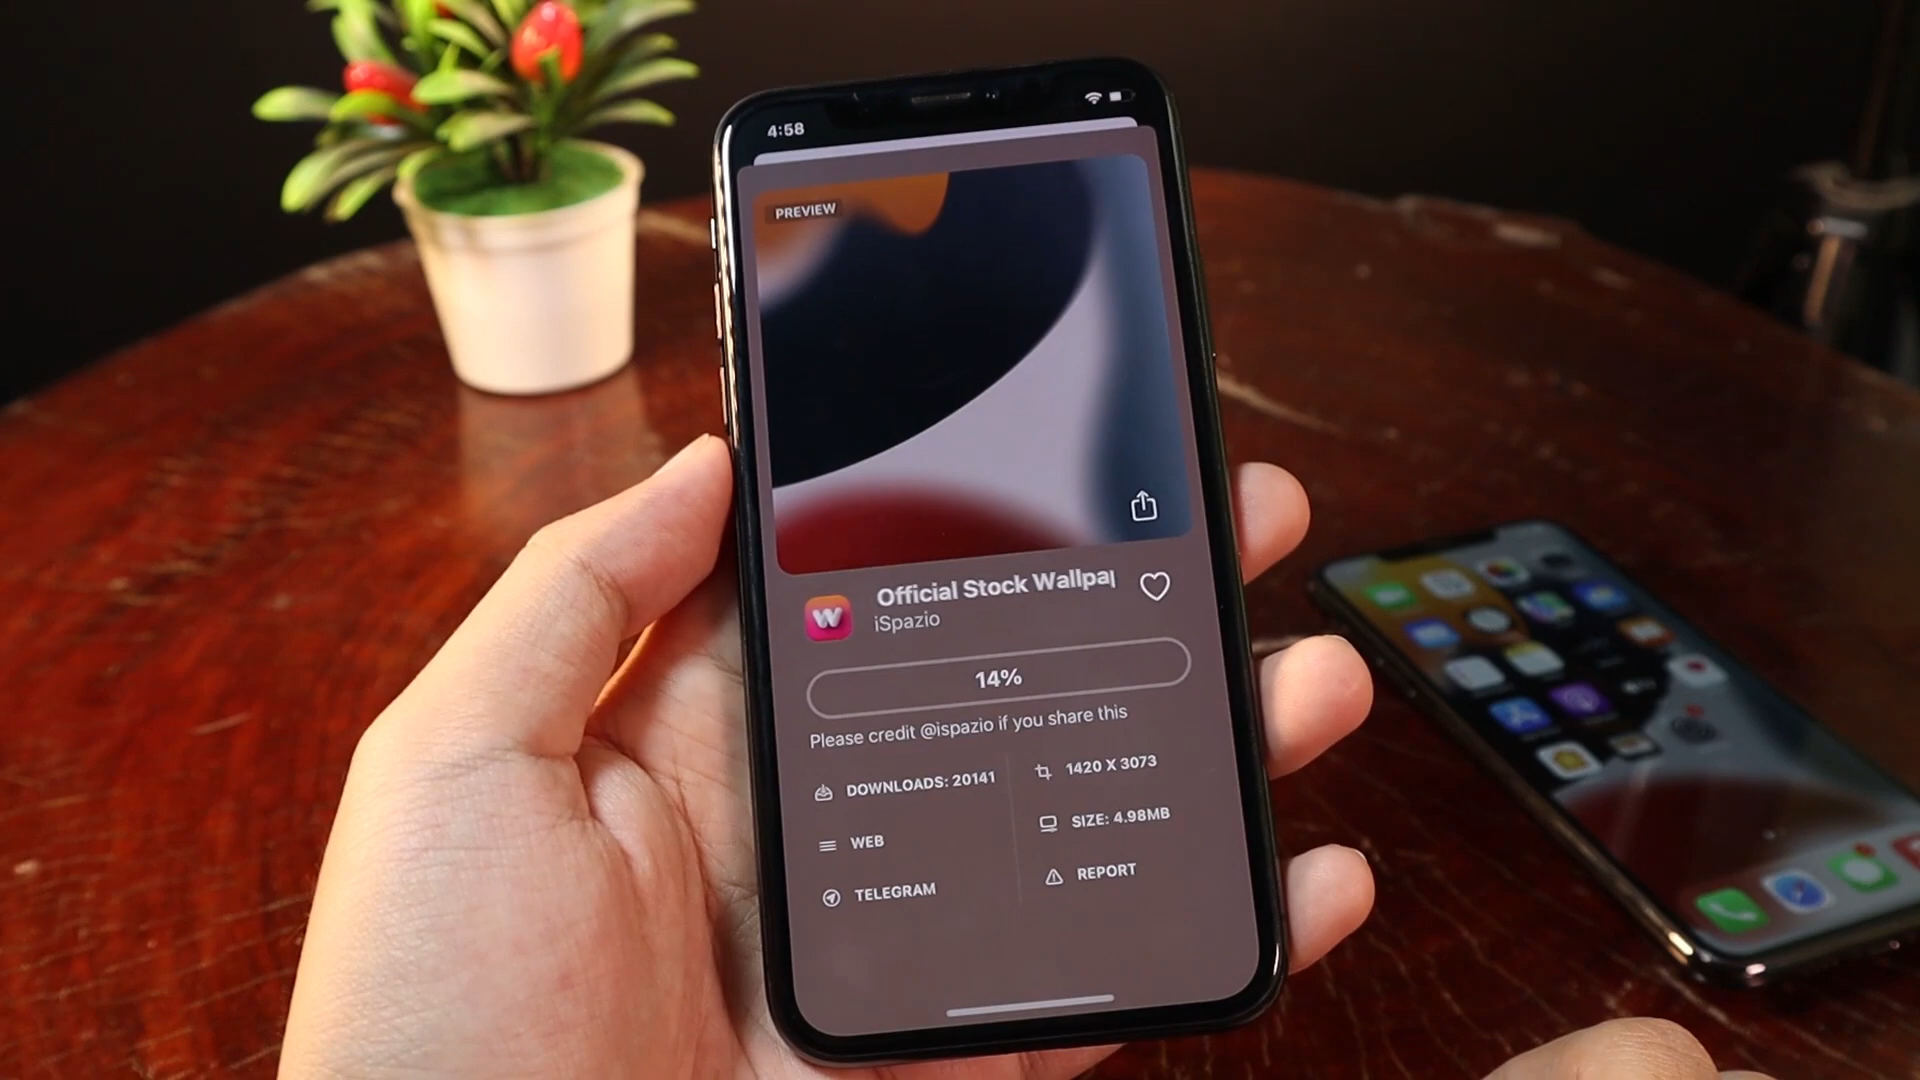 4:58
PREVIEW
Official Stock Wallpa
iSpazio
14%
Please credit @ispazio if you share this
DOWNLOADS: 20141
1420 X 3073
WEB
SIZE: 4.98MB
TELEGRAM
REPORT